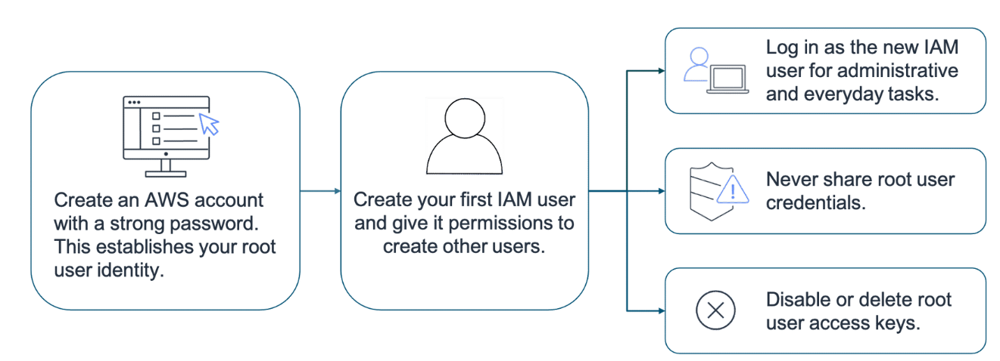 Create an AWS account
with a strong password.
This establishes your root
user identity.
Create your first IAM user
and give it permissions to
create other users.
Log in as the new IAM
user for administrative
and everyday tasks.
Never share root user
credentials.
Disable or delete root
user access keys.